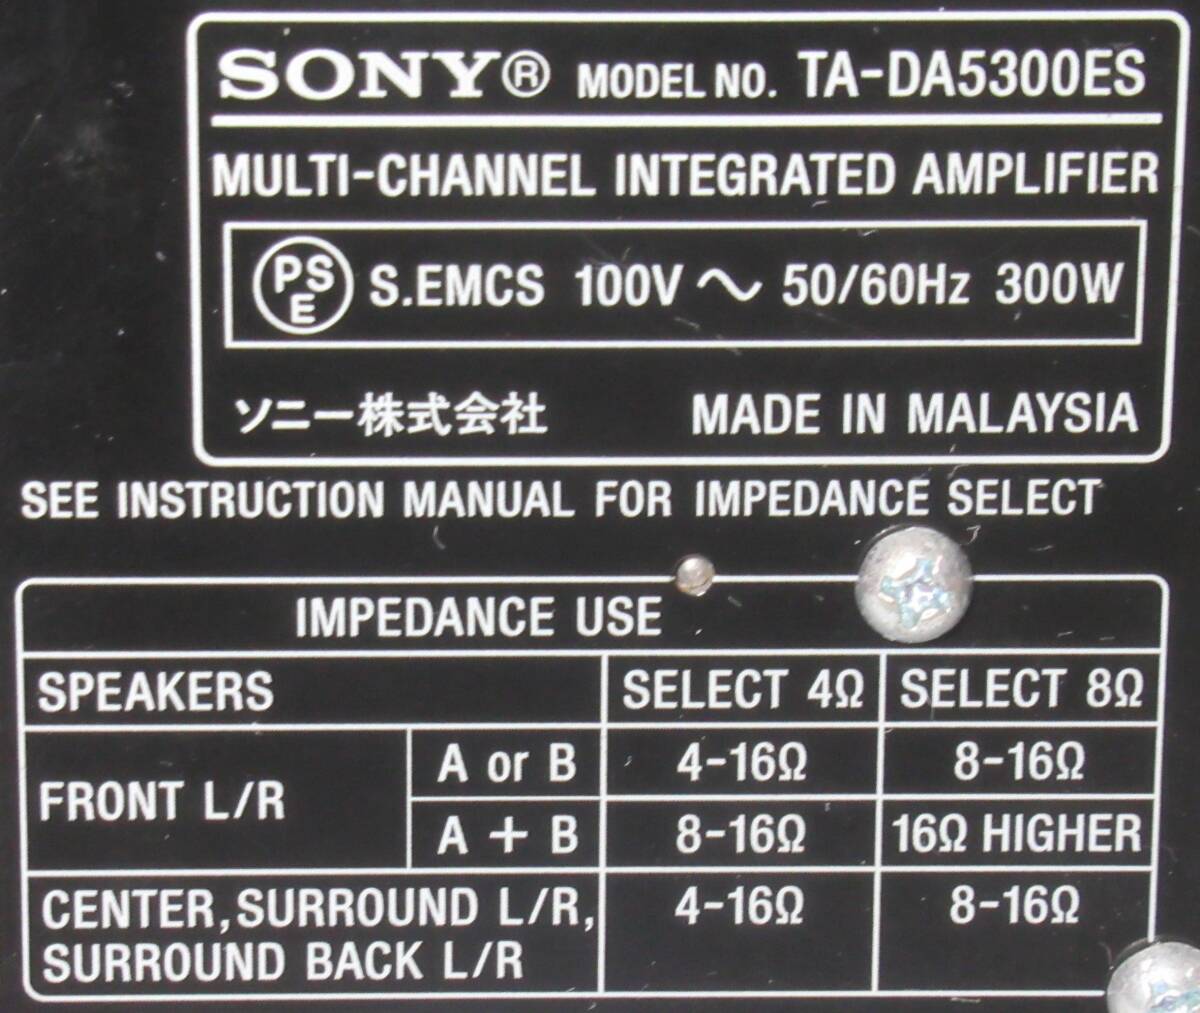 SONY® MODEL NO. TA-DA5300ES
MULTI-CHANNEL INTEGRATED AMPLIFIER
PSE S.EMCS 100V ～ 50/60Hz 300W
ソニー株式会社 MADE IN MALAYSIA
SEE INSTRUCTION MANUAL FOR IMPEDANCE SELECT
IMPEDANCE USE
SPEAKERS SELECT 4Ω SELECT 8Ω
FRONT L/R
A or B 4-16Ω 8-16Ω
A + B 8-16Ω 16Ω HIGHER
CENTER, SURROUND L/R, 4-16Ω 8-16Ω
SURROUND BACK L/R